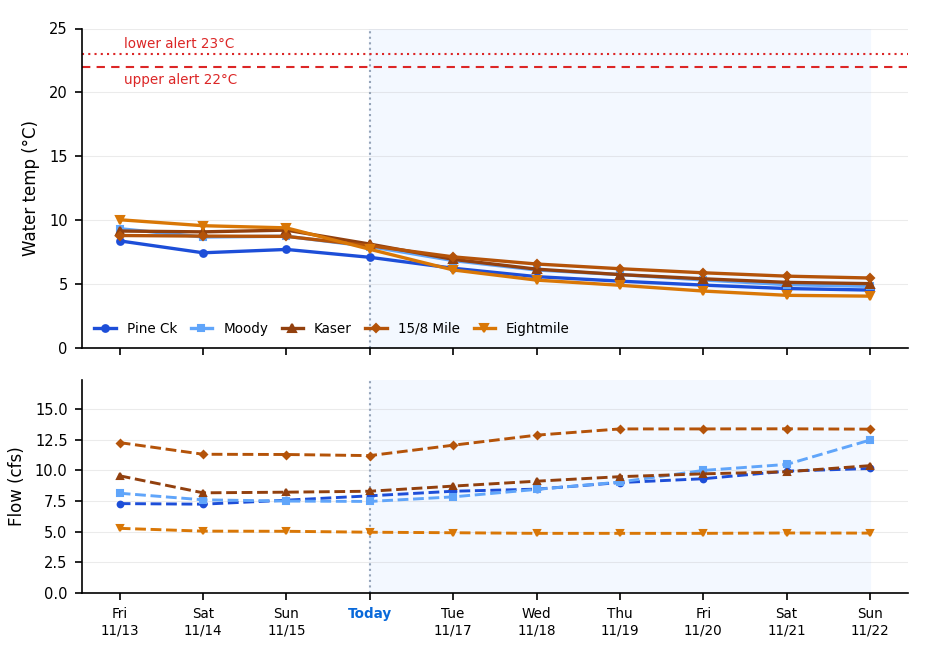 25
lower alert 23°C
upper alert 22°C
20
15
10
5
0
Water temp (°C)
Pine Ck Moody Kaser 15/8 Mile Eightmile
15.0
12.5
10.0
7.5
5.0
2.5
0.0
Flow (cfs)
Fri Sat Sun Today Tue Wed Thu Fri Sat Sun
11/13 11/14 11/15 11/17 11/18 11/19 11/20 11/21 11/22